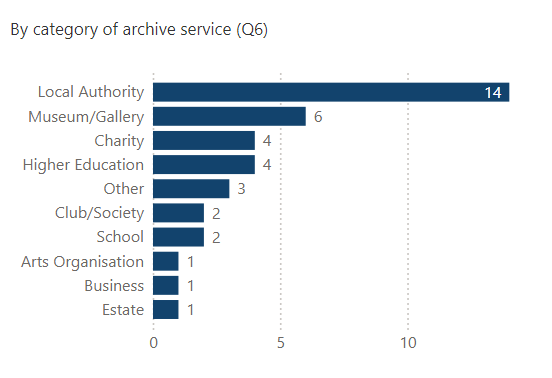 By category of archive service (Q6)
Local Authority 14
Museum/Gallery 6
Charity 4
Higher Education 4
Other 3
Club/Society 2
School 2
Arts Organisation 1
Business 1
Estate 1
0 5 10